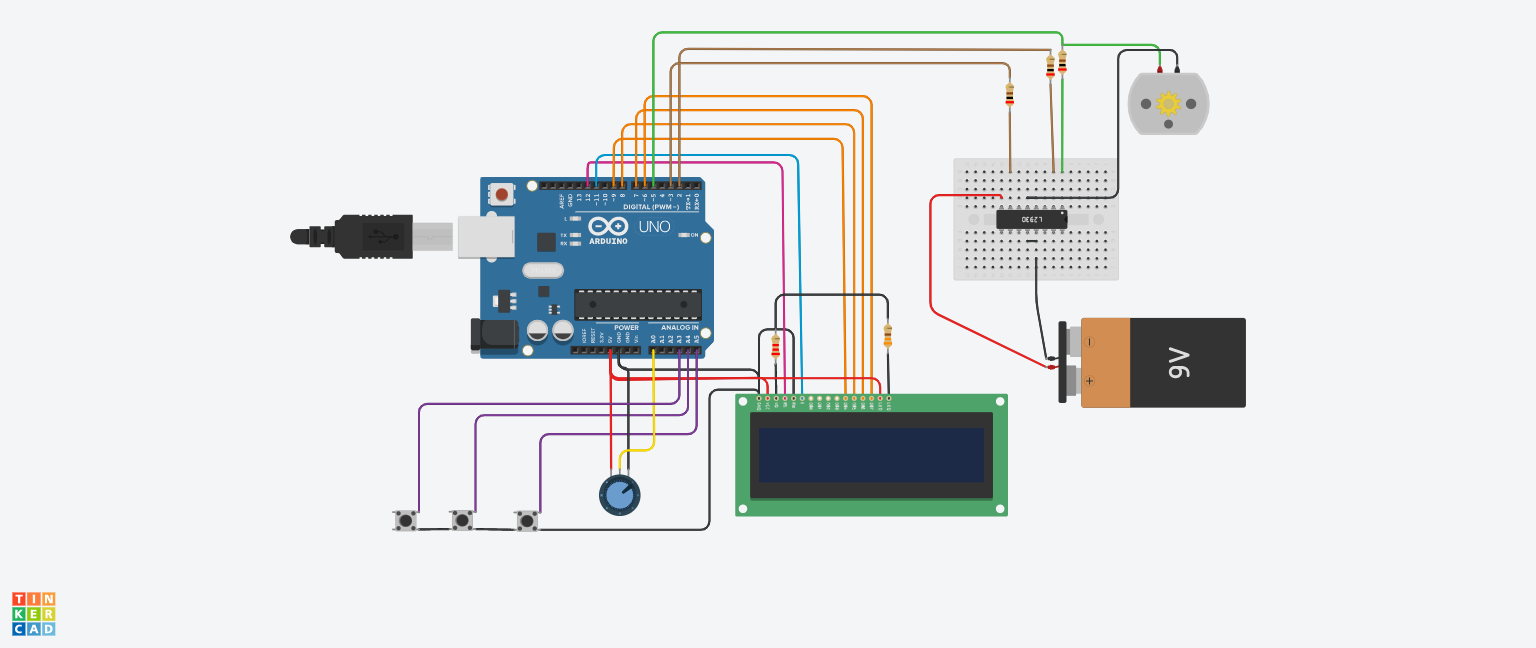 AREF
GND
13
12
~11
~10
~9
8
7
~6
~5
4
~3
2
TX→1
RX←0
DIGITAL (PWM ~)
L
TX
RX
UNO
ARDUINO
ON
L293D
POWER
ANALOG IN
IOREF
RESET
3.3V
5V
GND
GND
Vin
A0
A1
A2
A3
A4
A5
9V
TIN
KER
CAD